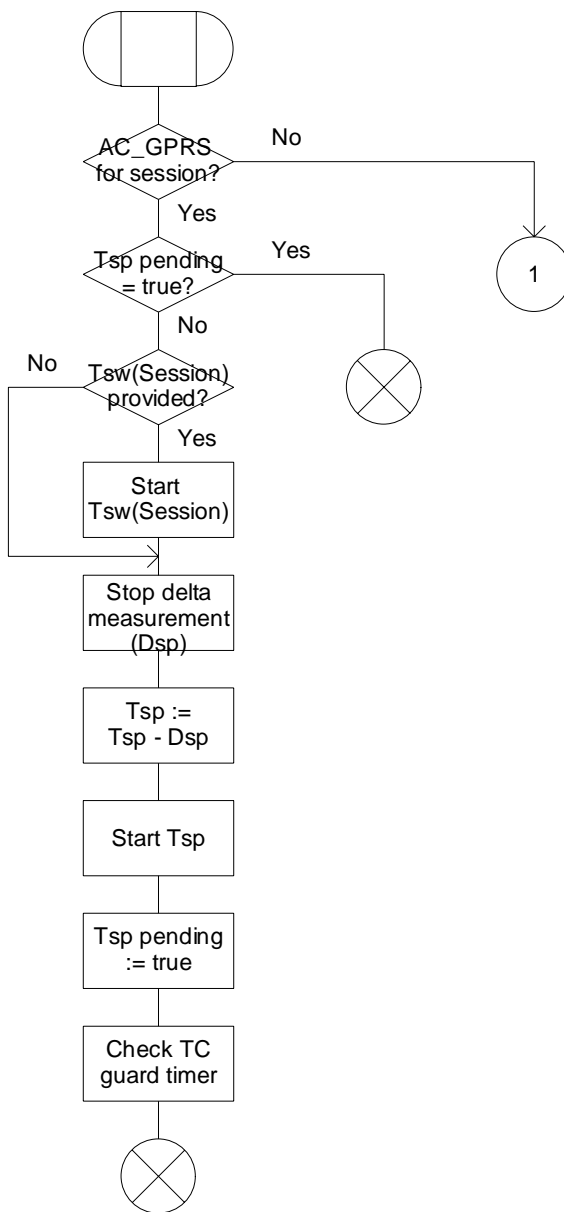 AC_GPRS
for session?
No
Yes
Tsp pending
= true?
Yes
1
No
No
Tsw(Session)
provided?
Yes
Start
Tsw(Session)
Stop delta
measurement
(Dsp)
Tsp :=
Tsp - Dsp
Start Tsp
Tsp pending
:= true
Check TC
guard timer